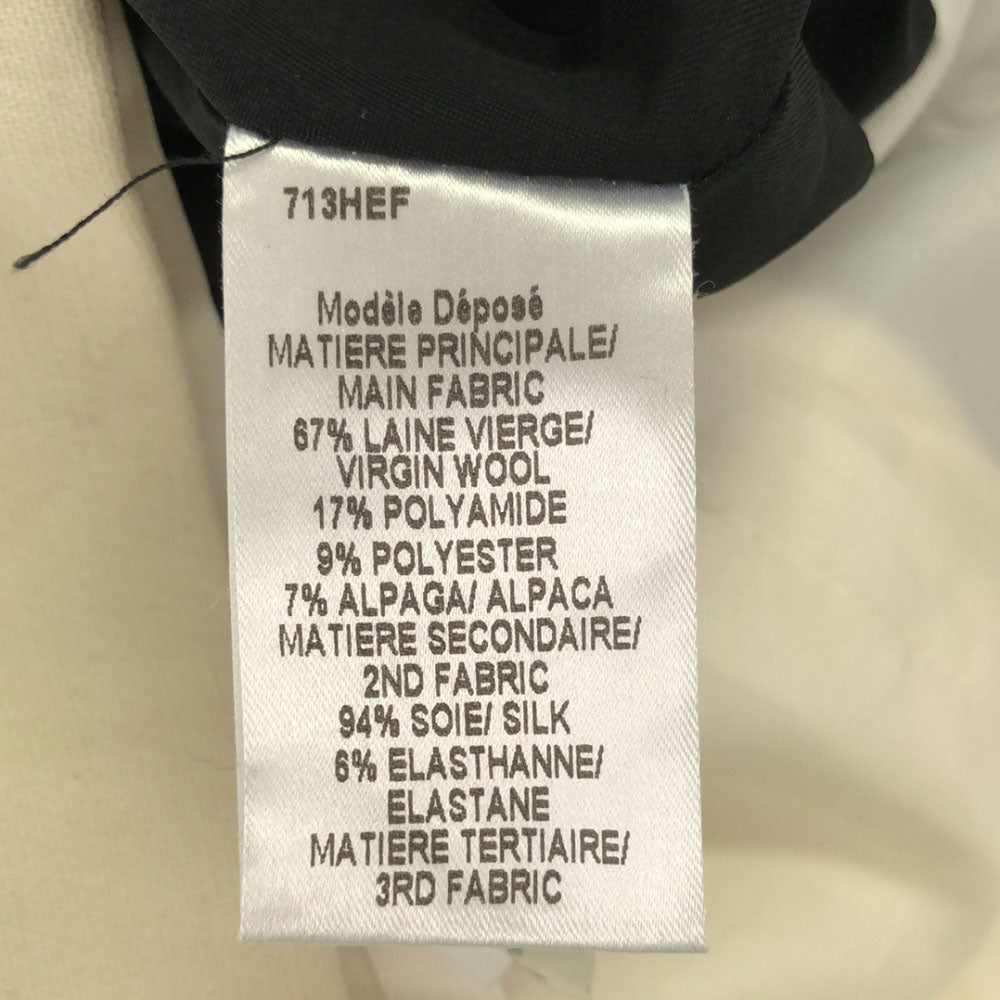 713HEF
Modèle Déposé
MATIERE PRINCIPALE/
MAIN FABRIC
67% LAINE VIERGE/
VIRGIN WOOL
17% POLYAMIDE
9% POLYESTER
7% ALPAGA/ ALPACA
MATIERE SECONDAIRE/
2ND FABRIC
94% SOIE/ SILK
6% ELASTHANNE/
ELASTANE
MATIERE TERTIAIRE/
3RD FABRIC